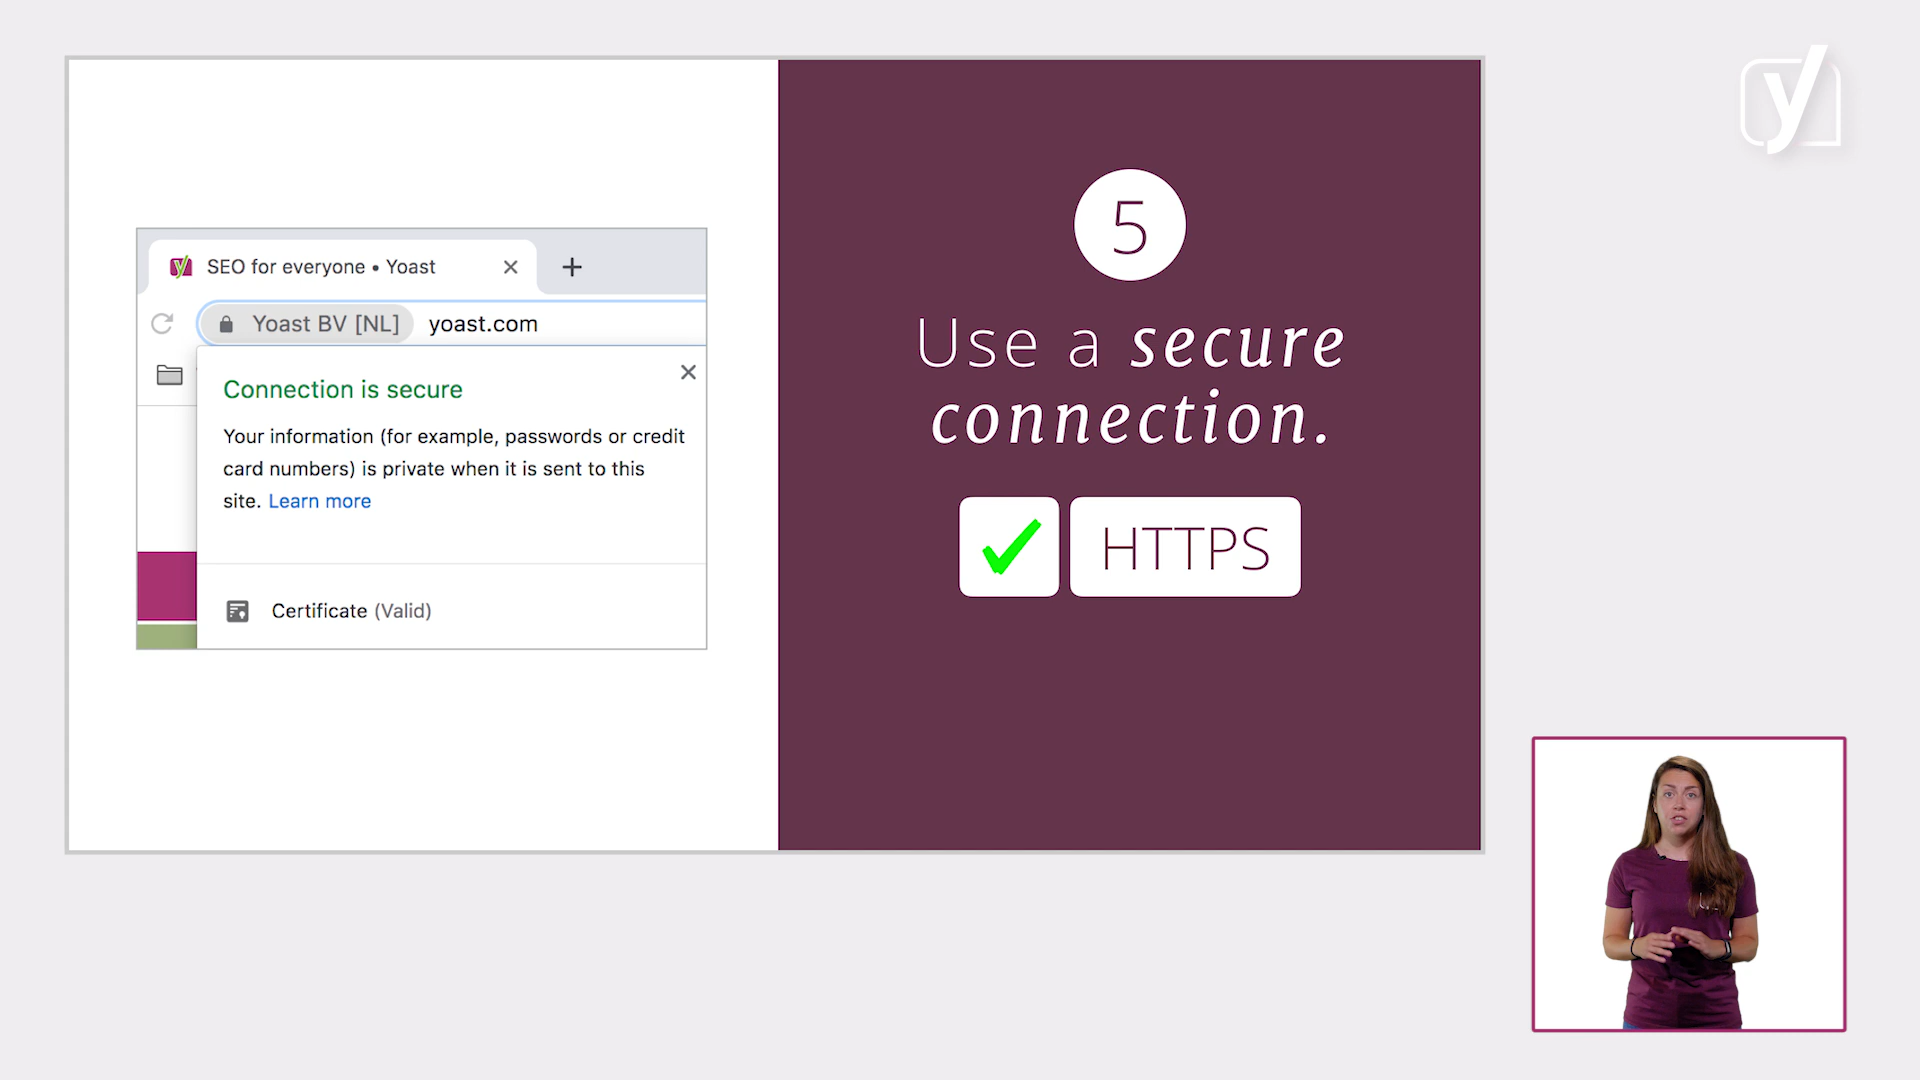 SEO for everyone • Yoast
Yoast BV [NL] yoast.com
Connection is secure
Your information (for example, passwords or credit
card numbers) is private when it is sent to this
site. Learn more
Certificate (Valid)
5
Use a secure
connection.
HTTPS
y